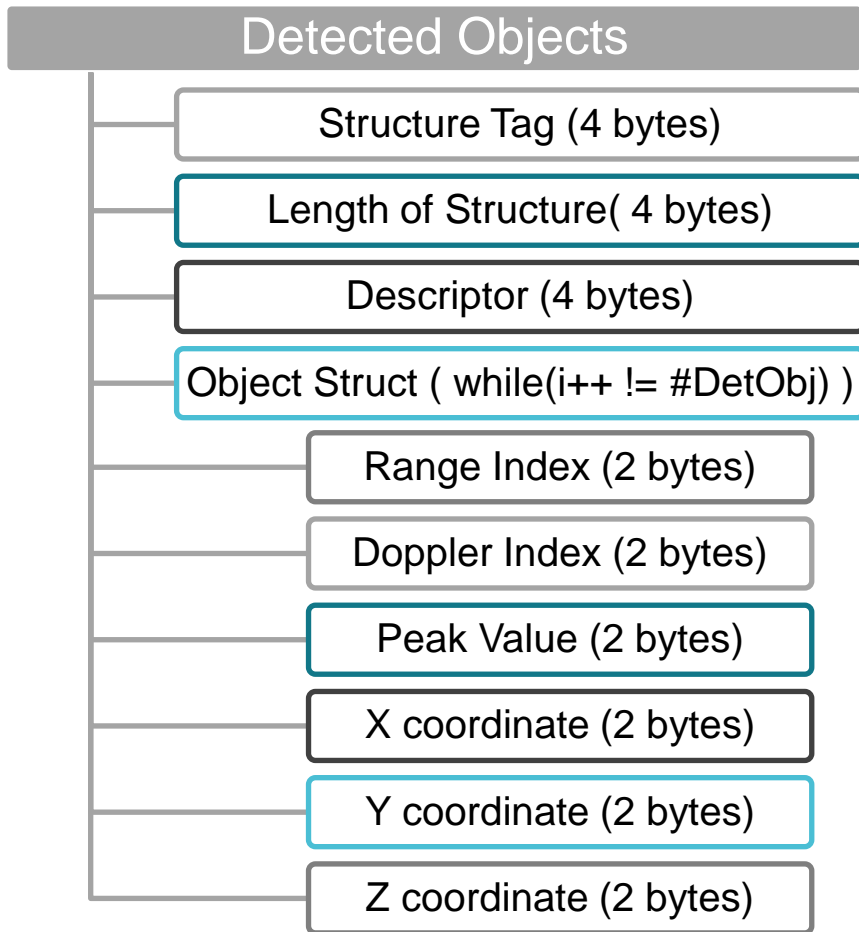 Detected Objects
Structure Tag (4 bytes)
Length of Structure( 4 bytes)
Descriptor (4 bytes)
Object Struct ( while(i++ != #DetObj) )
Range Index (2 bytes)
Doppler Index (2 bytes)
Peak Value (2 bytes)
X coordinate (2 bytes)
Y coordinate (2 bytes)
Z coordinate (2 bytes)